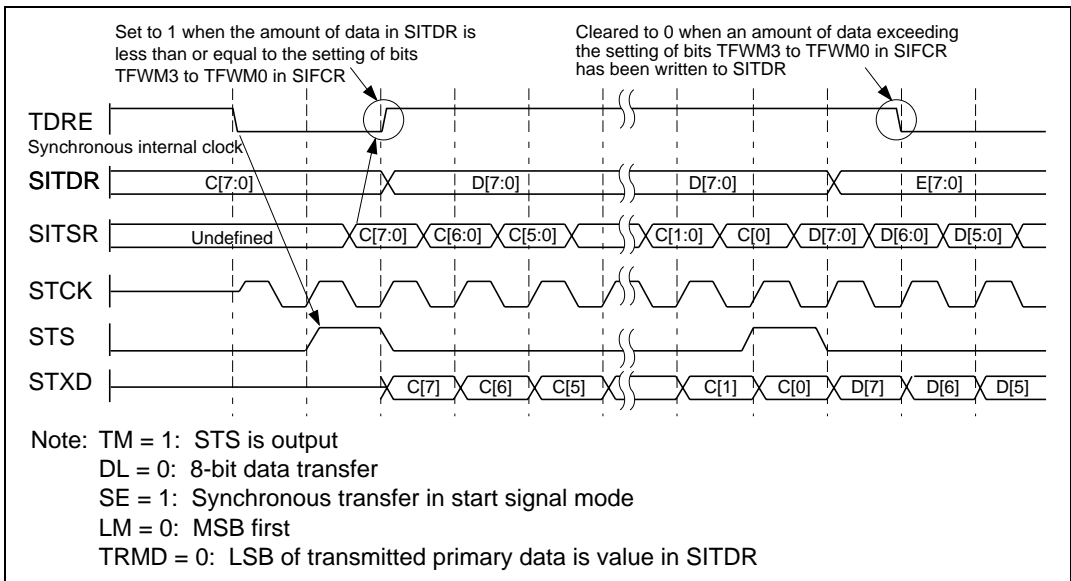 Set to 1 when the amount of data in SITDR is
less than or equal to the setting of bits
TFWM3 to TFWM0 in SIFCR
Cleared to 0 when an amount of data exceeding
the setting of bits TFWM3 to TFWM0 in SIFCR
has been written to SITDR
TDRE
Synchronous internal clock
SITDR C[7:0] D[7:0] D[7:0] E[7:0]
SITSR Undefined C[7:0] C[6:0] C[5:0] C[1:0] C[0] D[7:0] D[6:0] D[5:0]
STCK
STS
STXD C[7] C[6] C[5] C[1] C[0] D[7] D[6] D[5]
Note: TM = 1: STS is output
DL = 0: 8-bit data transfer
SE = 1: Synchronous transfer in start signal mode
LM = 0: MSB first
TRMD = 0: LSB of transmitted primary data is value in SITDR